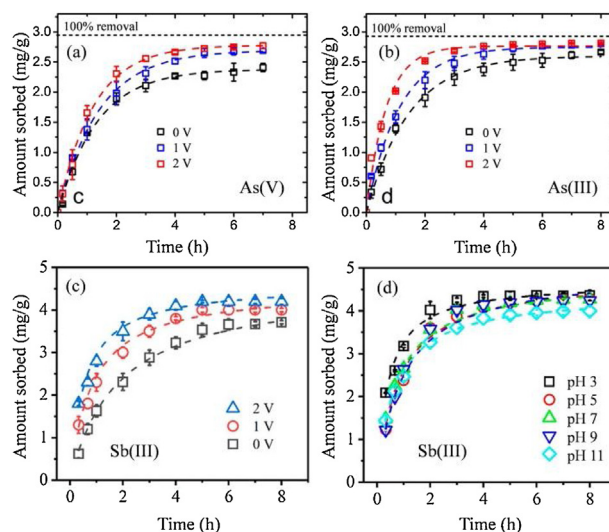 100% removal
(a)
Amount sorbed (mg/g)
3.0
2.5
2.0
1.5
1.0
0.5
0.0
0 V
1 V
2 V
c
As(V)
0 2 4 6 8
Time (h)
100% removal
(b)
Amount sorbed (mg/g)
3.0
2.5
2.0
1.5
1.0
0.5
0.0
0 V
1 V
2 V
d
As(III)
0 2 4 6 8
Time (h)
(c)
Amount sorbed (mg/g)
5
4
3
2
1
0
2 V
1 V
0 V
Sb(III)
0 2 4 6 8
Time (h)
(d)
Amount sorbed (mg/g)
5
4
3
2
1
0
pH 3
pH 5
pH 7
pH 9
pH 11
Sb(III)
0 2 4 6 8
Time (h)